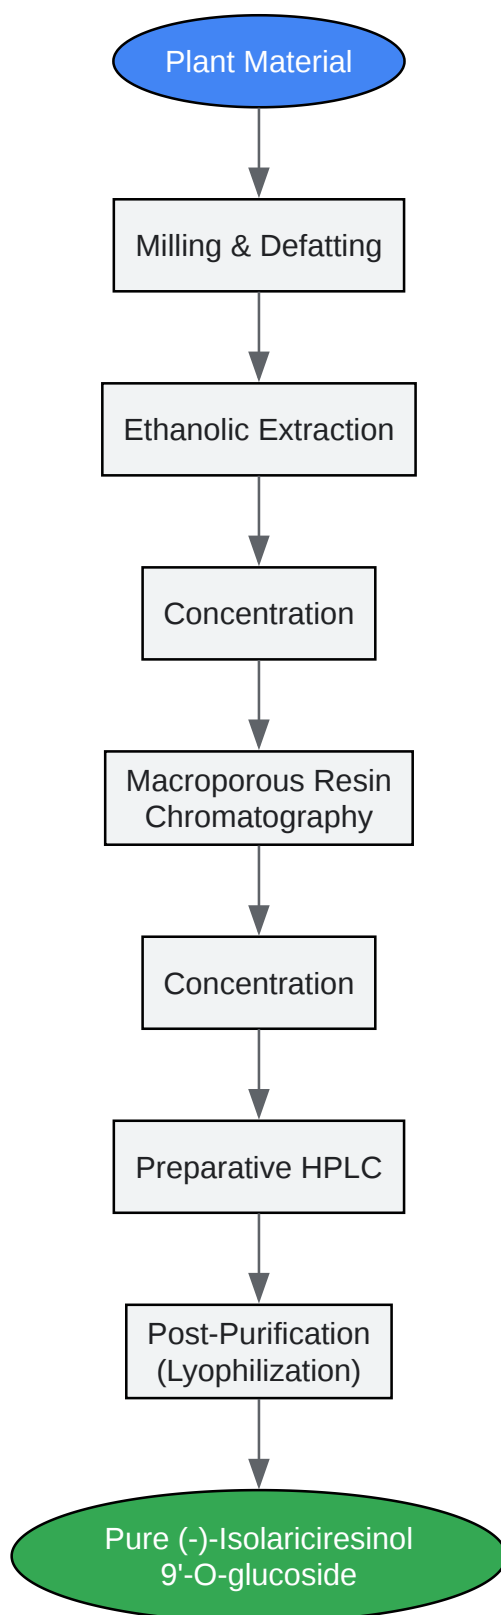 Plant Material
Milling & Defatting
Ethanolic Extraction
Concentration
Macroporous Resin
Chromatography
Concentration
Preparative HPLC
Post-Purification
(Lyophilization)
Pure (-)-Isolariciresinol
9'-O-glucoside